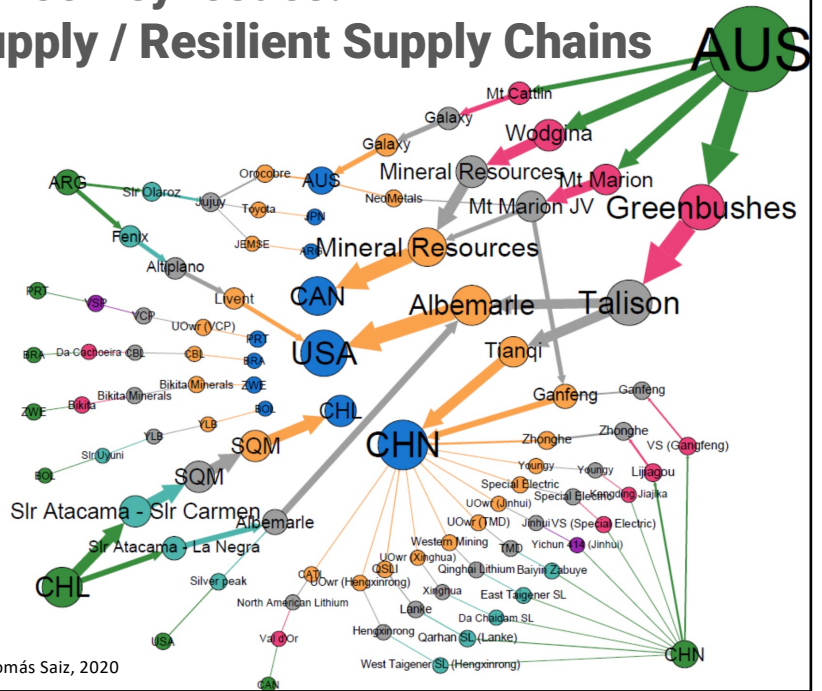 upply / Resilient Supply Chains
AUS
Mt Cattlin
Galaxy
Wodgina
Galaxy
Mineral Resources
Mt Marion
ARG
Slr Olaroz
Orocobre
AUS
NeoMetals
Mt Marion JV
Greenbushes
Jujuy
Toyota
JPN
Fenix
JEMSE
ARG
Mineral Resources
Altiplano
PRT
VSP
Livent
CAN
Albemarle
Talison
VCP
UOwr (VCP)
PRT
USA
Tianqi
BRA
Da Cachoeira
CBL
CBL
BRA
Bikita Minerals
ZWE
Ganfeng
Ganfeng
ZWE
Bikita
Bikita Minerals
BOL
CHL
YLB
YLB
SQM
CHN
Zhonghe
Zhonghe
VS (Gangfeng)
BOL
Slr Uyuni
SQM
Youngy
Youngy
Lijiagou
Special Electric
Special Electric
Kangding Jiajika
Slr Atacama - Slr Carmen
UOwr (Jinhui)
Albemarle
UOwr (TMD)
Jinhui
VS (Special Electric)
Slr Atacama - La Negra
Western Mining
TMD
Yichun 414 (Jinhui)
UOwr (Xinghua)
CHL
Silver peak
CATL
QSLI
Qinghai Lithium
Baiyin Zabuye
UOwr (Hengxinrong)
Xinghua
East Taigener SL
North American Lithium
Lanke
Da Chaidam SL
USA
Val d'Or
Hengxinrong
Qarhan SL (Lanke)
CHN
omás Saiz, 2020
West Taigener SL (Hengxinrong)
CAN